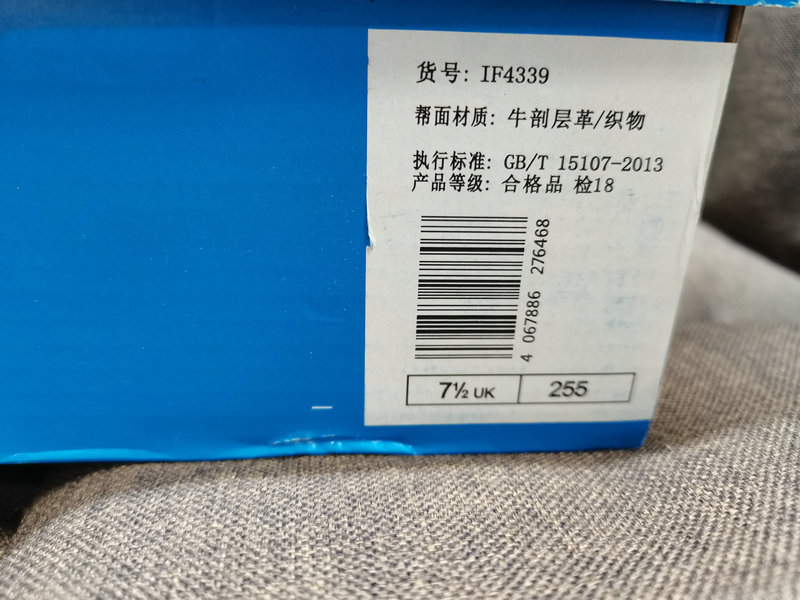 货号: IF4339
帮面材质: 牛剖层革/织物
执行标准: GB/T 15107-2013
产品等级: 合格品 检18
4 067886 276468
7½ UK 255